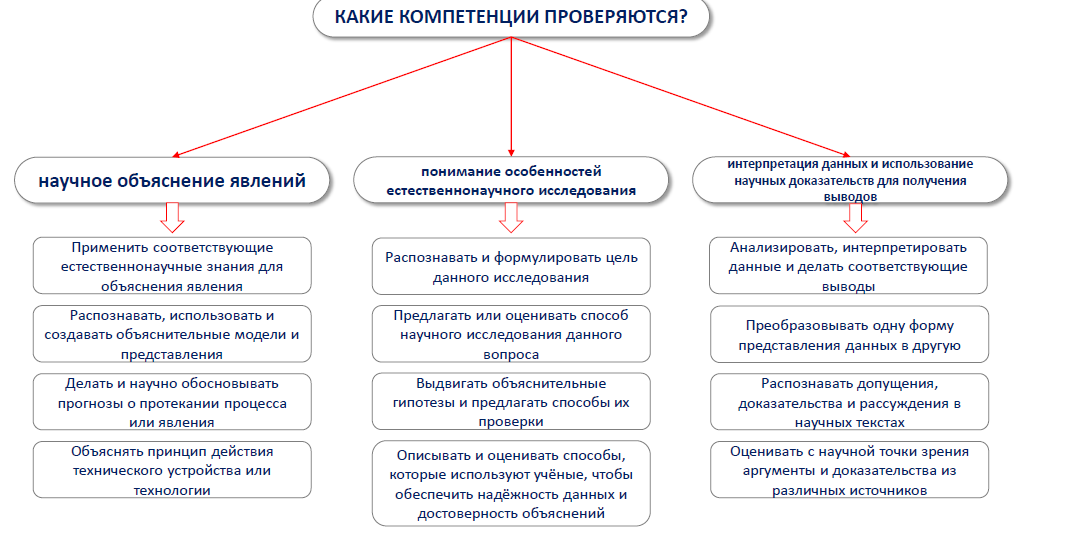 КАКИЕ КОМПЕТЕНЦИИ ПРОВЕРЯЮТСЯ?
научное объяснение явлений
Применить соответствующие
естественнонаучные знания для
объяснения явления
Распознавать, использовать и
создавать объяснительные модели и
представления
Делать и научно обосновывать
прогнозы о протекании процесса
или явления
Объяснять принцип действия
технического устройства или
технологии
понимание особенностей
естественнонаучного исследования
Распознавать и формулировать цель
данного исследования
Предлагать или оценивать способ
научного исследования данного
вопроса
Выдвигать объяснительные
гипотезы и предлагать способы их
проверки
Описывать и оценивать способы,
которые используют учёные, чтобы
обеспечить надёжность данных и
достоверность объяснений
интерпретация данных и использование
научных доказательств для получения
выводов
Анализировать, интерпретировать
данные и делать соответствующие
выводы
Преобразовывать одну форму
представления данных в другую
Распознавать допущения,
доказательства и рассуждения в
научных текстах
Оценивать с научной точки зрения
аргументы и доказательства из
различных источников